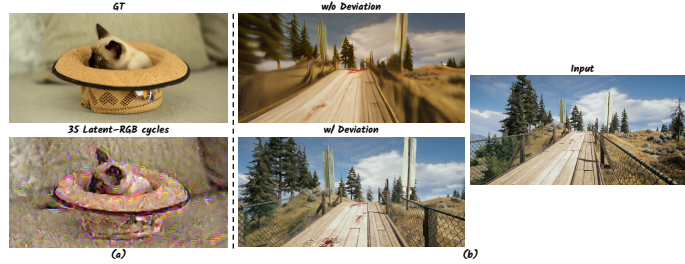 GT
w/o Deviation
Input
35 Latent-RGB cycles
w/ Deviation
(a)
(b)